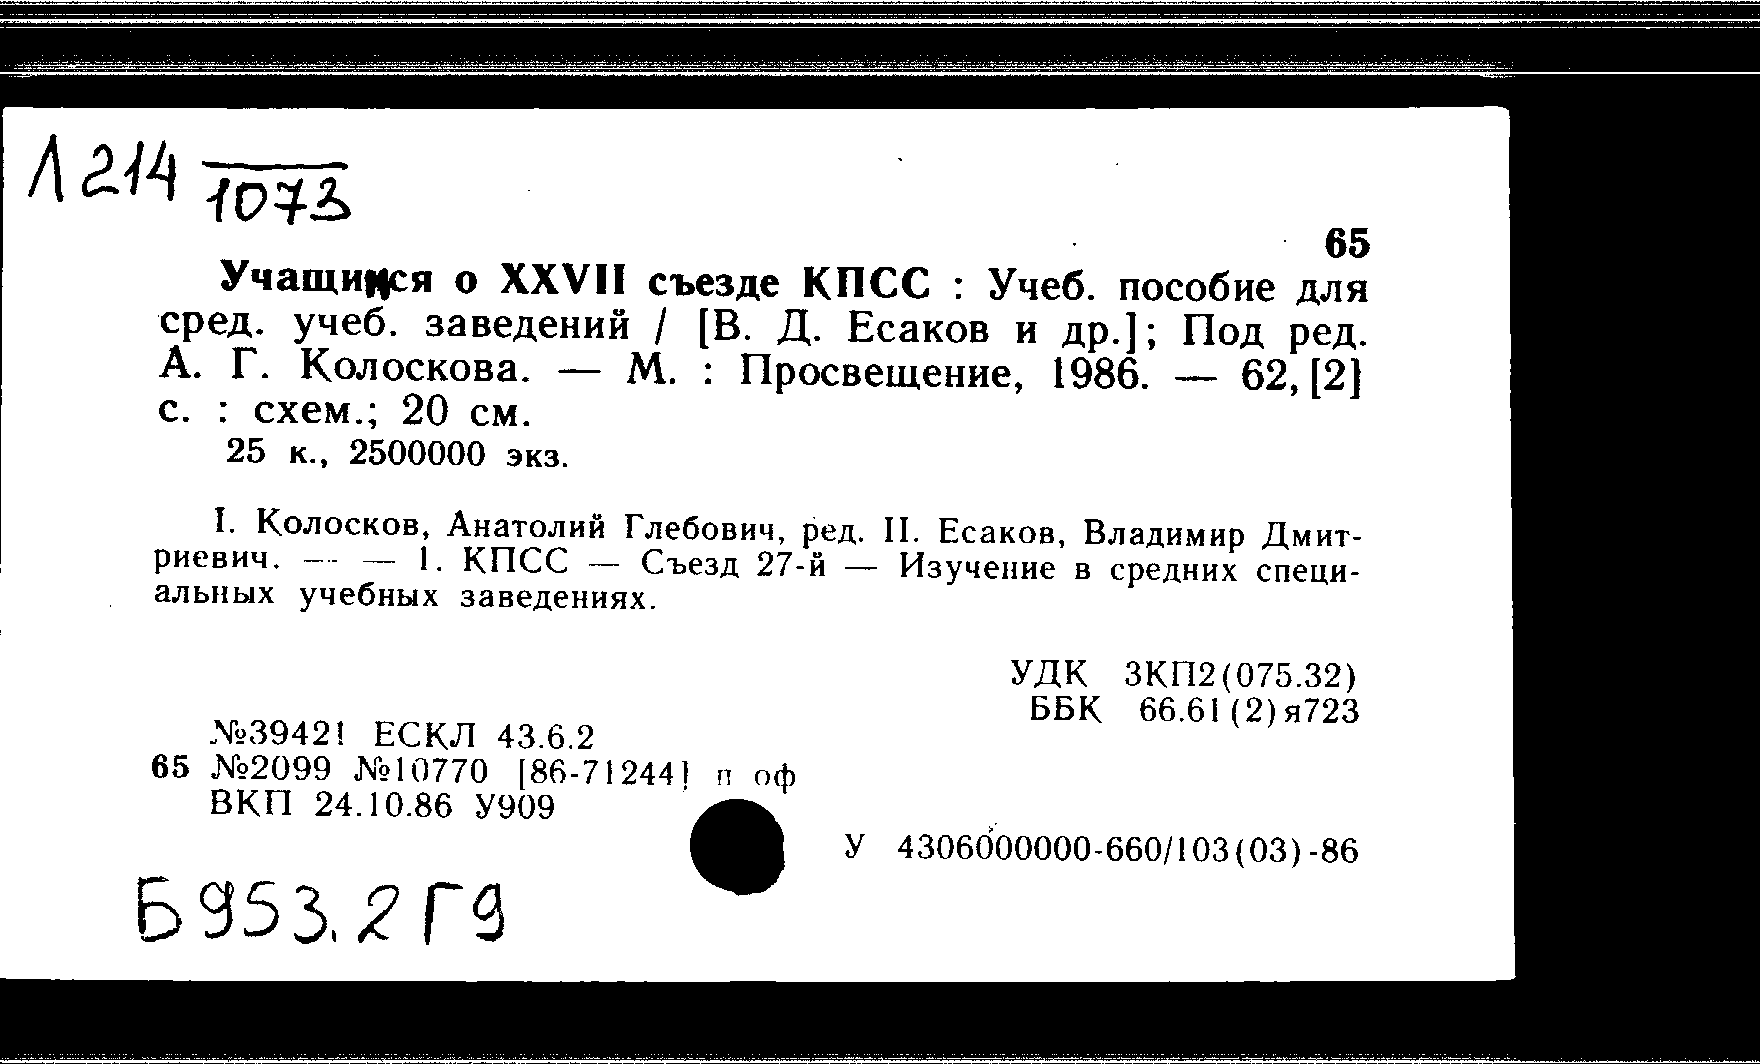 Л 214 1073
65
Учащимся о XXVII съезде КПСС : Учеб. пособие для
сред. учеб. заведений / [В. Д. Есаков и др.]; Под ред.
А. Г. Колоскова. — М. : Просвещение, 1986. — 62, [2]
с. : схем.; 20 см.
25 к., 2500000 экз.
I. Колосков, Анатолий Глебович, ред. II. Есаков, Владимир Дмит-
риевич. — — 1. КПСС — Съезд 27-й — Изучение в средних специ-
альных учебных заведениях.
УДК 3КП2(075.32)
ББК 66.61(2)я723
№39421 ЕСКЛ 43.6.2
65 №2099 №10770 [86-71244] п оф
ВКП 24.10.86 У909
У 4306000000-660/103(03)-86
Б953.2Г9